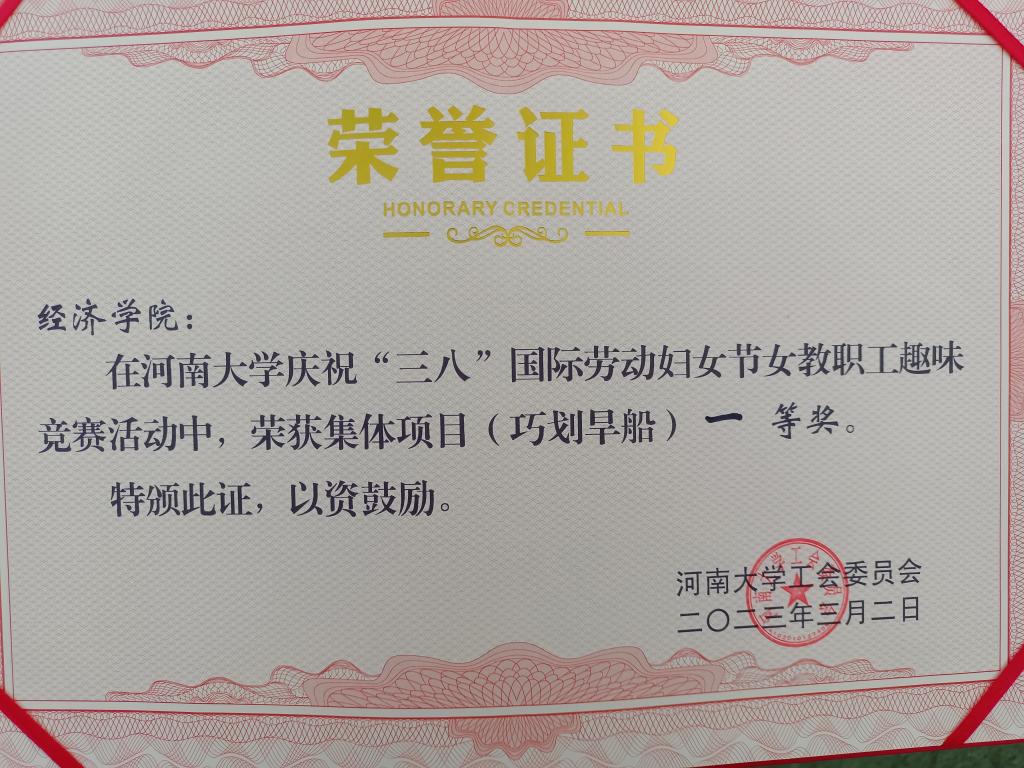 荣誉证书
HONORARY CREDENTIAL
经济学院：
在河南大学庆祝“三八”国际劳动妇女节女教职工趣味
竞赛活动中，荣获集体项目（巧划旱船）一 等奖。
特颁此证，以资鼓励。
河南大学工会委员会
二〇二三年三月二日